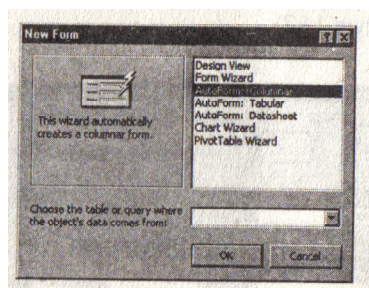 New Form
Design View
Form Wizard
AutoForm: Columnar
AutoForm: Tabular
AutoForm: Datasheet
Chart Wizard
PivotTable Wizard
This wizard automatically
creates a columnar form.
Choose the table or query where
the object's data comes from:
OK
Cancel